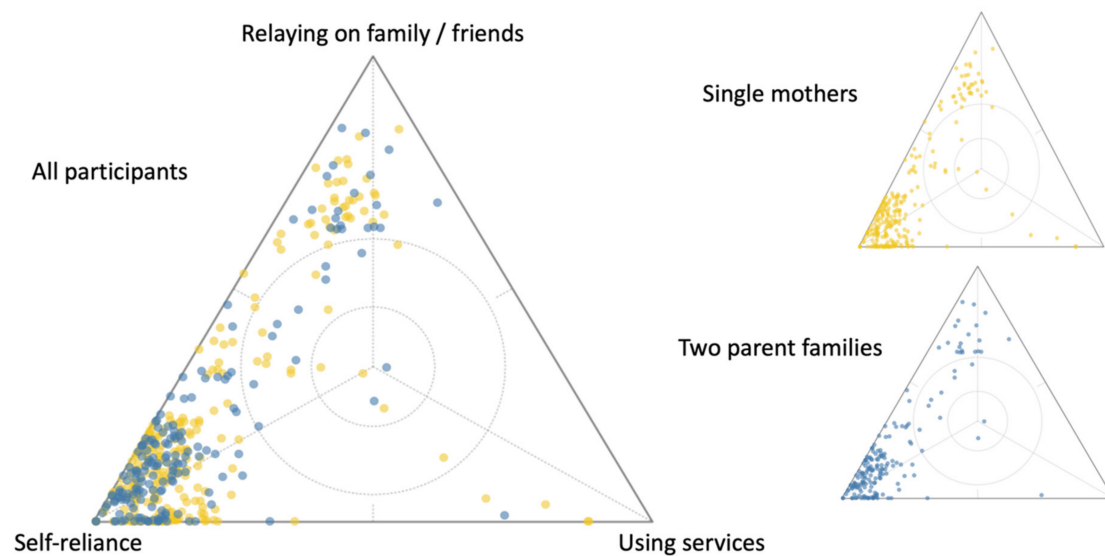 Relaying on family / friends
Single mothers
All participants
Two parent families
Self-reliance
Using services